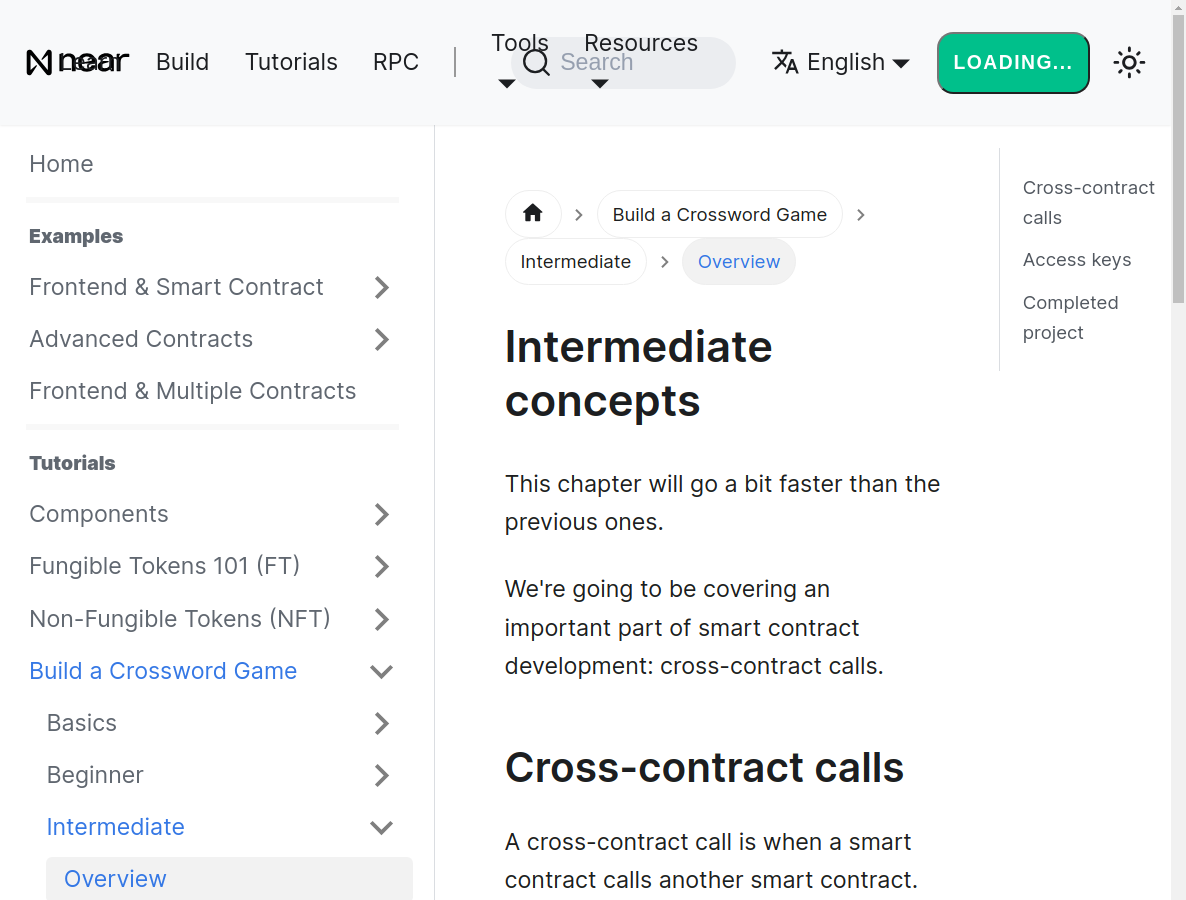 near
Learn
Build
Tutorials
RPC
Tools
Resources
Search
English
LOADING...
Home
Examples
Frontend & Smart Contract
Advanced Contracts
Frontend & Multiple Contracts
Tutorials
Components
Fungible Tokens 101 (FT)
Non-Fungible Tokens (NFT)
Build a Crossword Game
Basics
Beginner
Intermediate
Overview
Build a Crossword Game
Intermediate
Overview
Intermediate
concepts
This chapter will go a bit faster than the
previous ones.
We're going to be covering an
important part of smart contract
development: cross-contract calls.
Cross-contract calls
A cross-contract call is when a smart
contract calls another smart contract.
Cross-contract
calls
Access keys
Completed
project